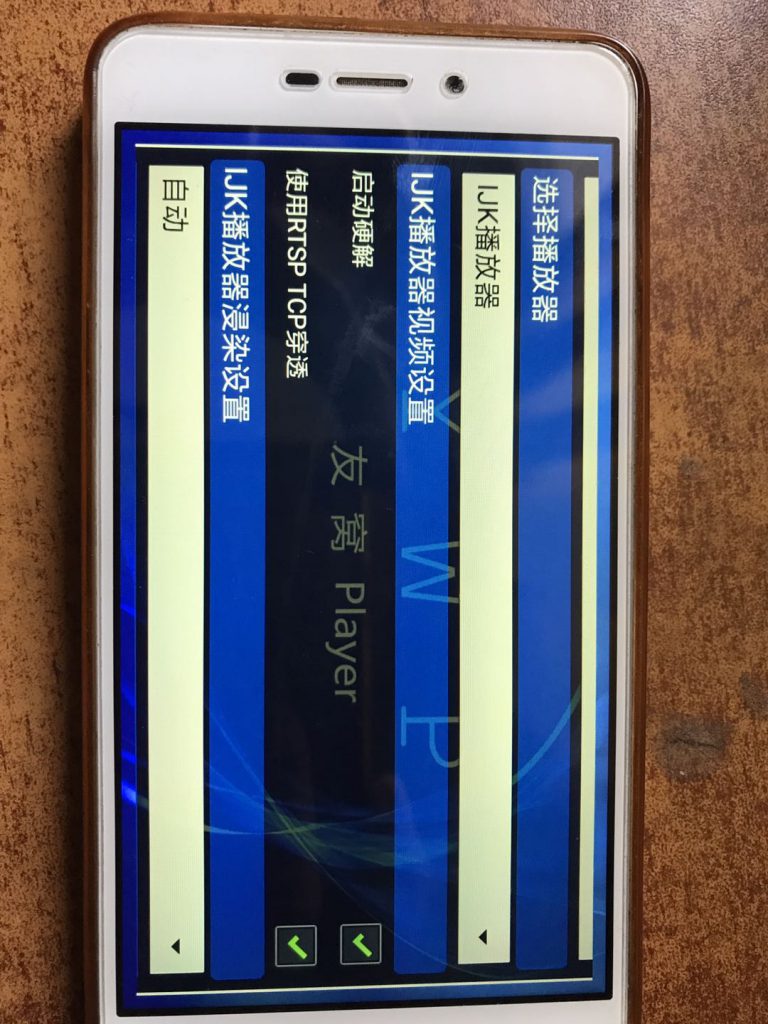 选择播放器
IJK播放器
IJK播放器视频设置
Y W P
启动硬解
友窝 Player
使用RTSP TCP穿透
IJK播放器浸染设置
自动